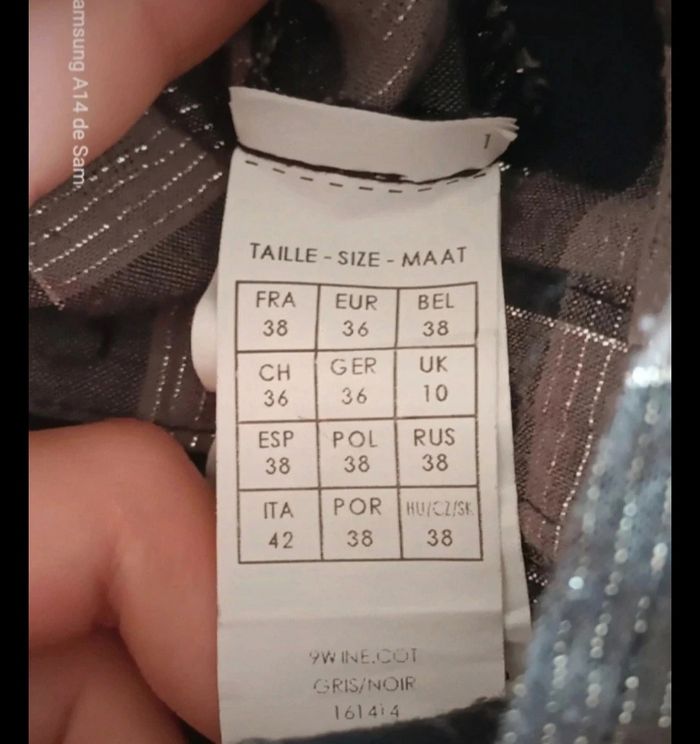 amsung A14 de Sam
1
TAILLE - SIZE - MAAT
FRA EUR BEL
38 36 38
CH GER UK
36 36 10
ESP POL RUS
38 38 38
ITA POR HU/CZ/SK
42 38 38
9WINE.COT
GRIS/NOIR
161414